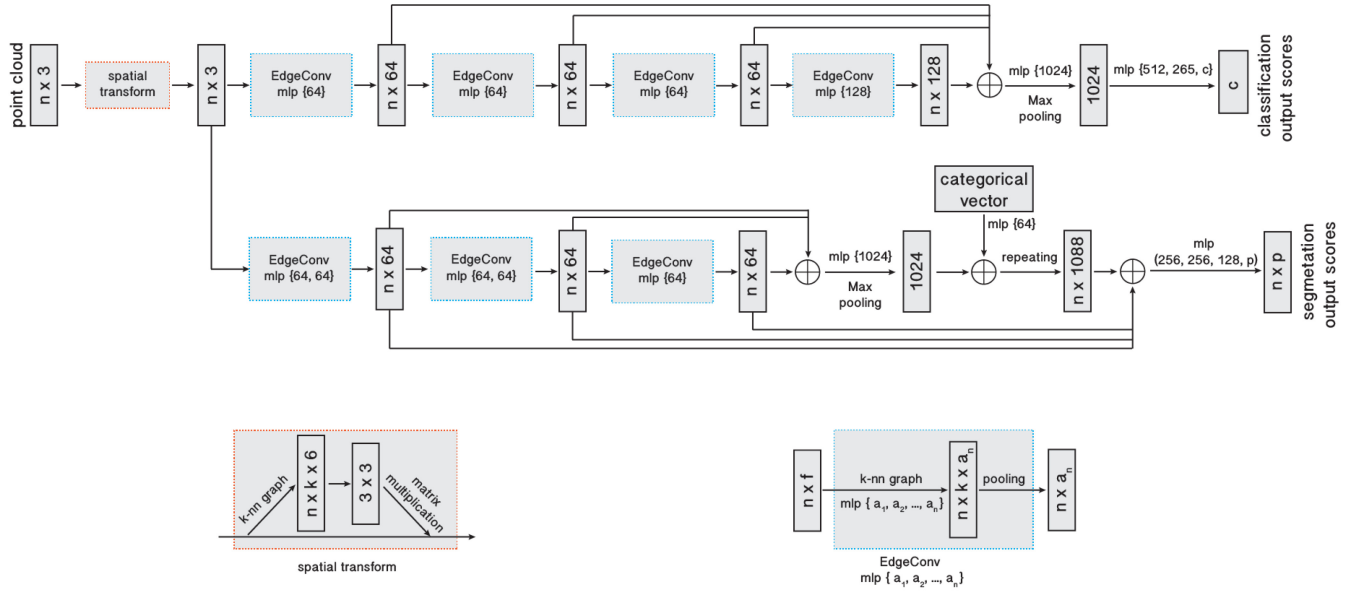 point cloud
n x 3
spatial
transform
n x 3
EdgeConv
mlp {64}
n x 64
EdgeConv
mlp {64}
n x 64
EdgeConv
mlp {64}
n x 64
EdgeConv
mlp {128}
n x 128
mlp {1024}
Max
pooling
1024
mlp {512, 265, c}
c
classification
output scores
EdgeConv
mlp {64, 64}
n x 64
EdgeConv
mlp {64, 64}
n x 64
EdgeConv
mlp {64}
n x 64
mlp {1024}
Max
pooling
1024
categorical
vector
mlp {64}
repeating
n x 1088
mlp
(256, 256, 128, p)
n x p
segmetation
output scores
k-nn graph
n x k x 6
3 x 3
matrix
multiplication
spatial transform
n x f
k-nn graph
mlp { a₁, a₂, ..., aₙ}
n x k x aₙ
pooling
n x aₙ
EdgeConv
mlp { a₁, a₂, ..., aₙ}